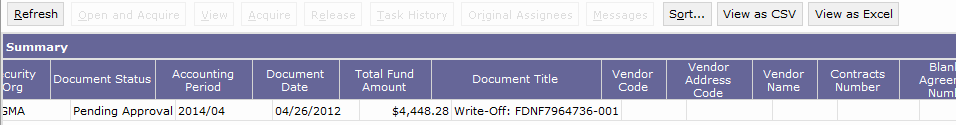 Refresh Open and Acquire View Acquire Release Task History Original Assignees Messages Sort... View as CSV View as Excel
Summary
ecurity Org Document Status Accounting Period Document Date Total Fund Amount Document Title Vendor Code Vendor Address Code Vendor Name Contracts Number Blan Agreem Numb
GMA Pending Approval 2014/04 04/26/2012 $4,448.28 Write-Off: FDNF7964736-001